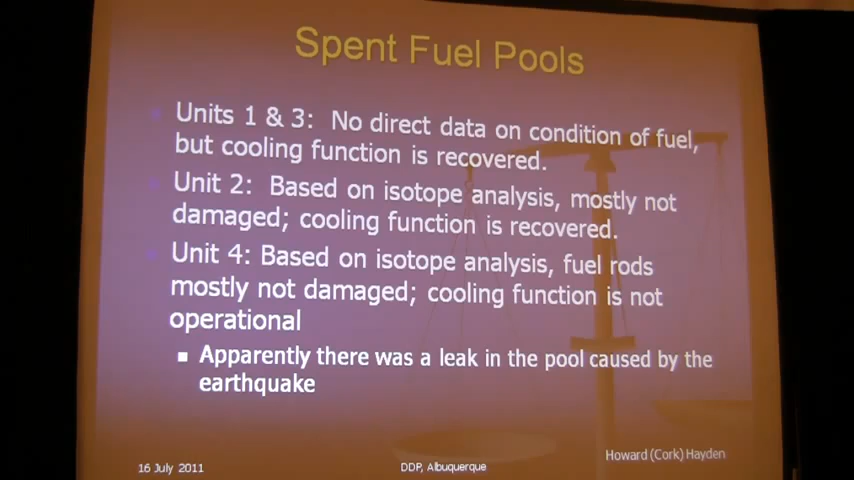 Spent Fuel Pools
Units 1 & 3: No direct data on condition of fuel,
but cooling function is recovered.
Unit 2: Based on isotope analysis, mostly not
damaged; cooling function is recovered.
Unit 4: Based on isotope analysis, fuel rods
mostly not damaged; cooling function is not
operational
Apparently there was a leak in the pool caused by the
earthquake
16 July 2011
DDP, Albuquerque
Howard (Cork) Hayden